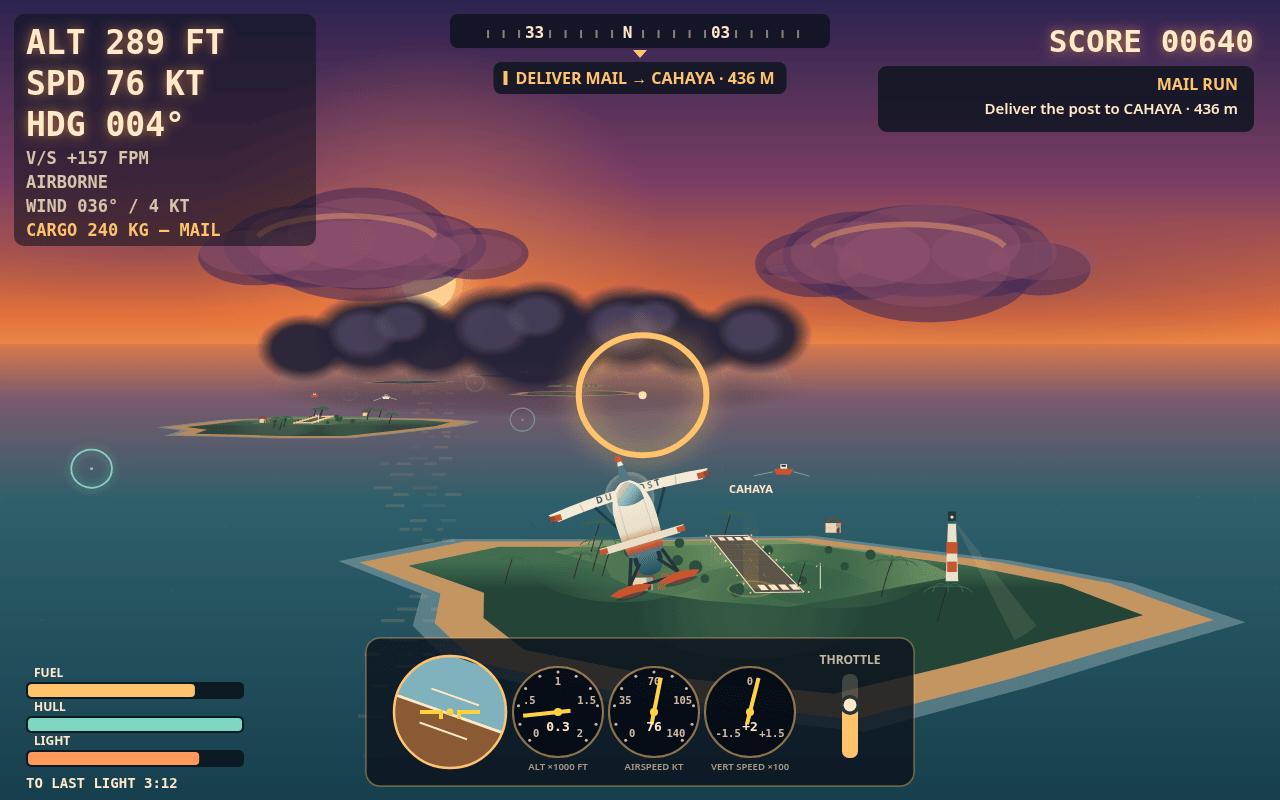 ALT 289 FT
SPD 76 KT
HDG 004°
V/S +157 FPM
AIRBORNE
WIND 036° / 4 KT
CARGO 240 KG — MAIL
33 N 03
DELIVER MAIL → CAHAYA · 436 M
SCORE 00640
MAIL RUN
Deliver the post to CAHAYA · 436 m
CAHAYA
FUEL
HULL
LIGHT
TO LAST LIGHT 3:12
0 .5 1 1.5 2
0.3
ALT ×1000 FT
0 35 70 105 140
76
AIRSPEED KT
-1.5 0 +1.5
+2
VERT SPEED ×100
THROTTLE